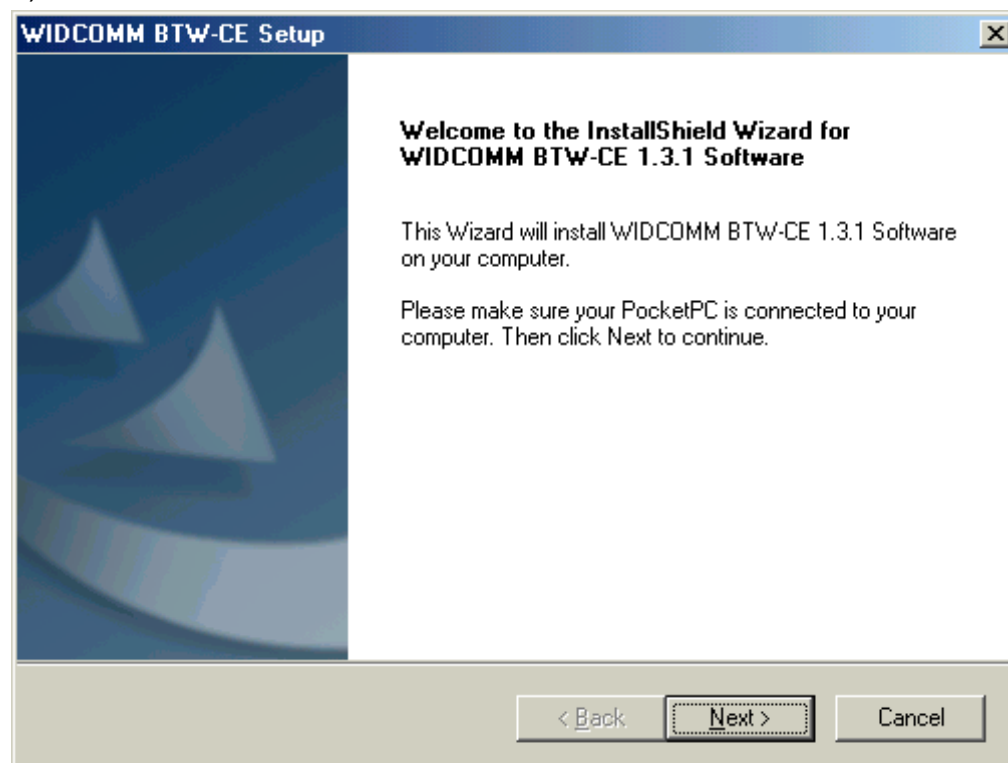 WIDCOMM BTW-CE Setup
Welcome to the InstallShield Wizard for
WIDCOMM BTW-CE 1.3.1 Software
This Wizard will install WIDCOMM BTW-CE 1.3.1 Software
on your computer.
Please make sure your PocketPC is connected to your
computer. Then click Next to continue.
< Back
Next >
Cancel